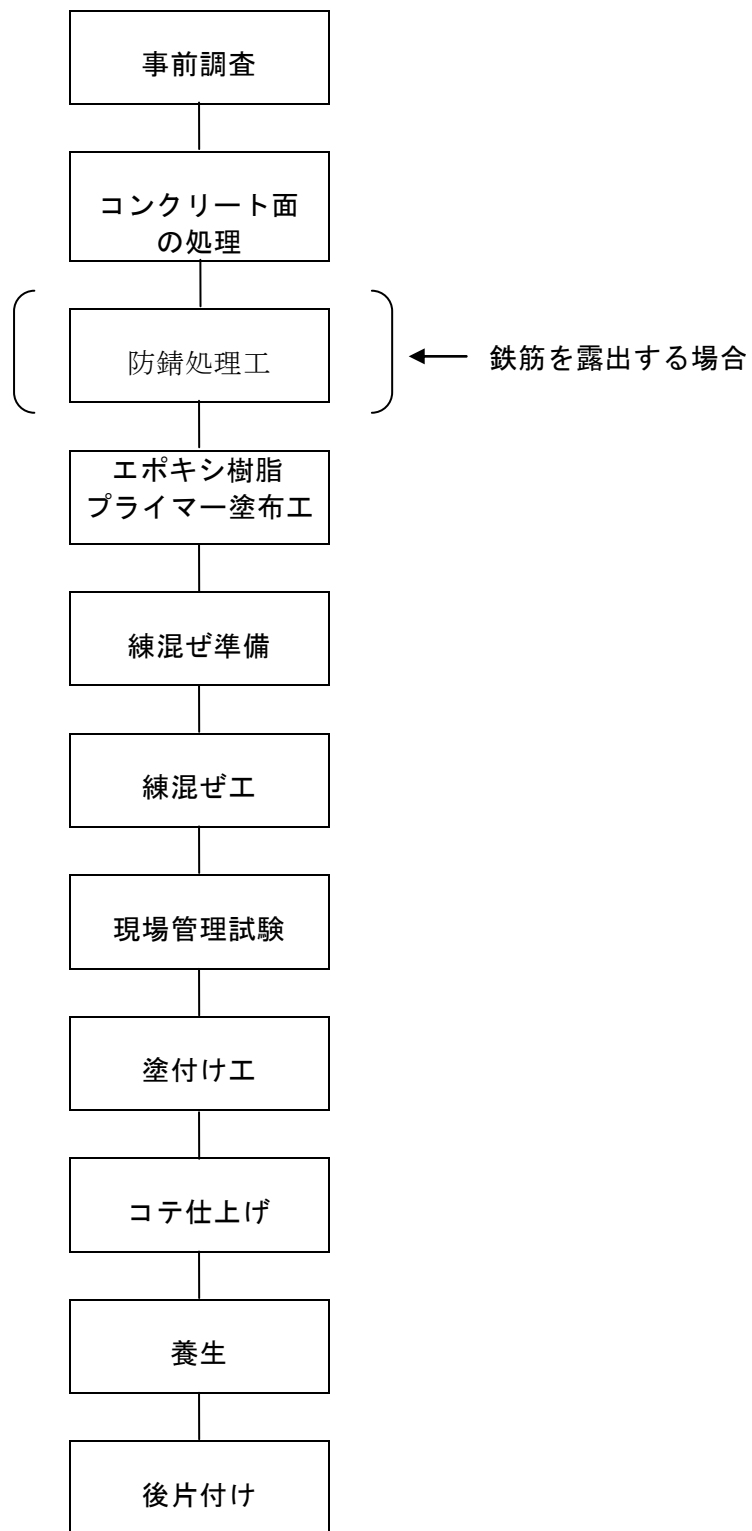 事前調査
コンクリート面
の処理
防錆処理工
鉄筋を露出する場合
エポキシ樹脂
プライマー塗布工
練混ぜ準備
練混ぜ工
現場管理試験
塗付け工
コテ仕上げ
養生
後片付け